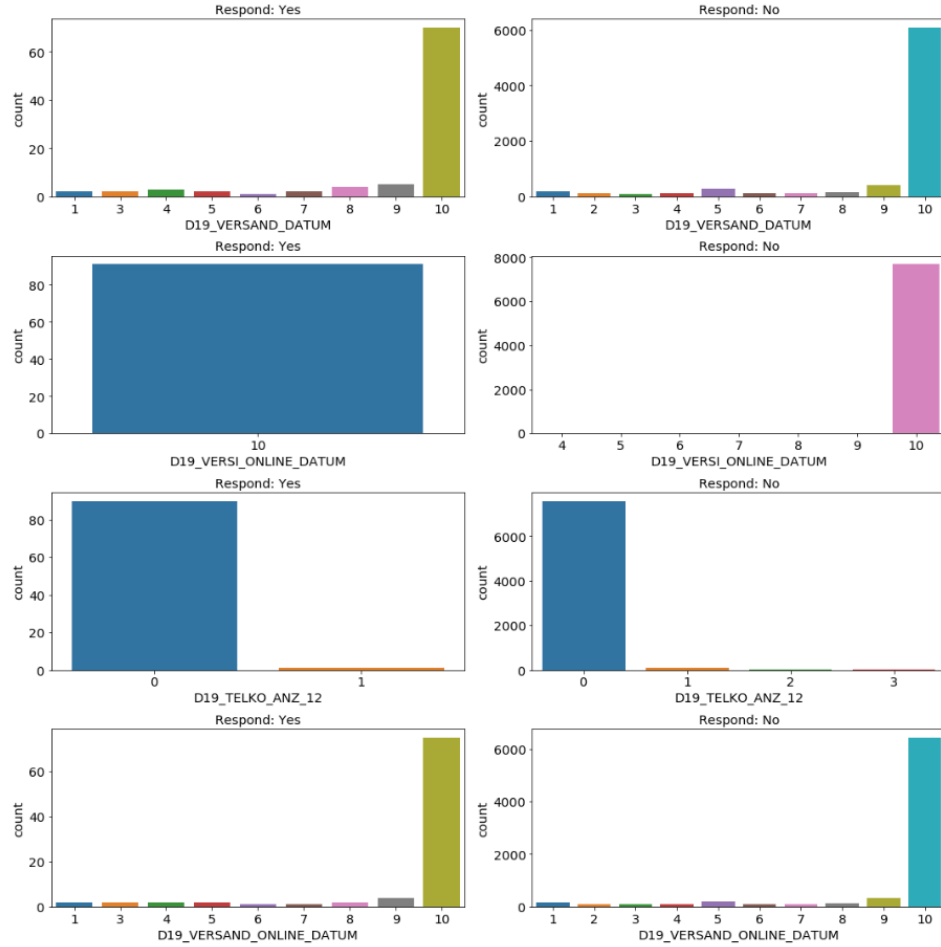 Respond: Yes
count
60
40
20
0
1 3 4 5 6 7 8 9 10
D19_VERSAND_DATUM
Respond: No
count
6000
4000
2000
0
1 2 3 4 5 6 7 8 9 10
D19_VERSAND_DATUM
Respond: Yes
count
80
60
40
20
0
10
D19_VERSI_ONLINE_DATUM
Respond: No
count
8000
6000
4000
2000
0
4 5 6 7 8 9 10
D19_VERSI_ONLINE_DATUM
Respond: Yes
count
80
60
40
20
0
0 1
D19_TELKO_ANZ_12
Respond: No
count
6000
4000
2000
0
0 1 2 3
D19_TELKO_ANZ_12
Respond: Yes
count
60
40
20
0
1 3 4 5 6 7 8 9 10
D19_VERSAND_ONLINE_DATUM
Respond: No
count
6000
4000
2000
0
1 2 3 4 5 6 7 8 9 10
D19_VERSAND_ONLINE_DATUM